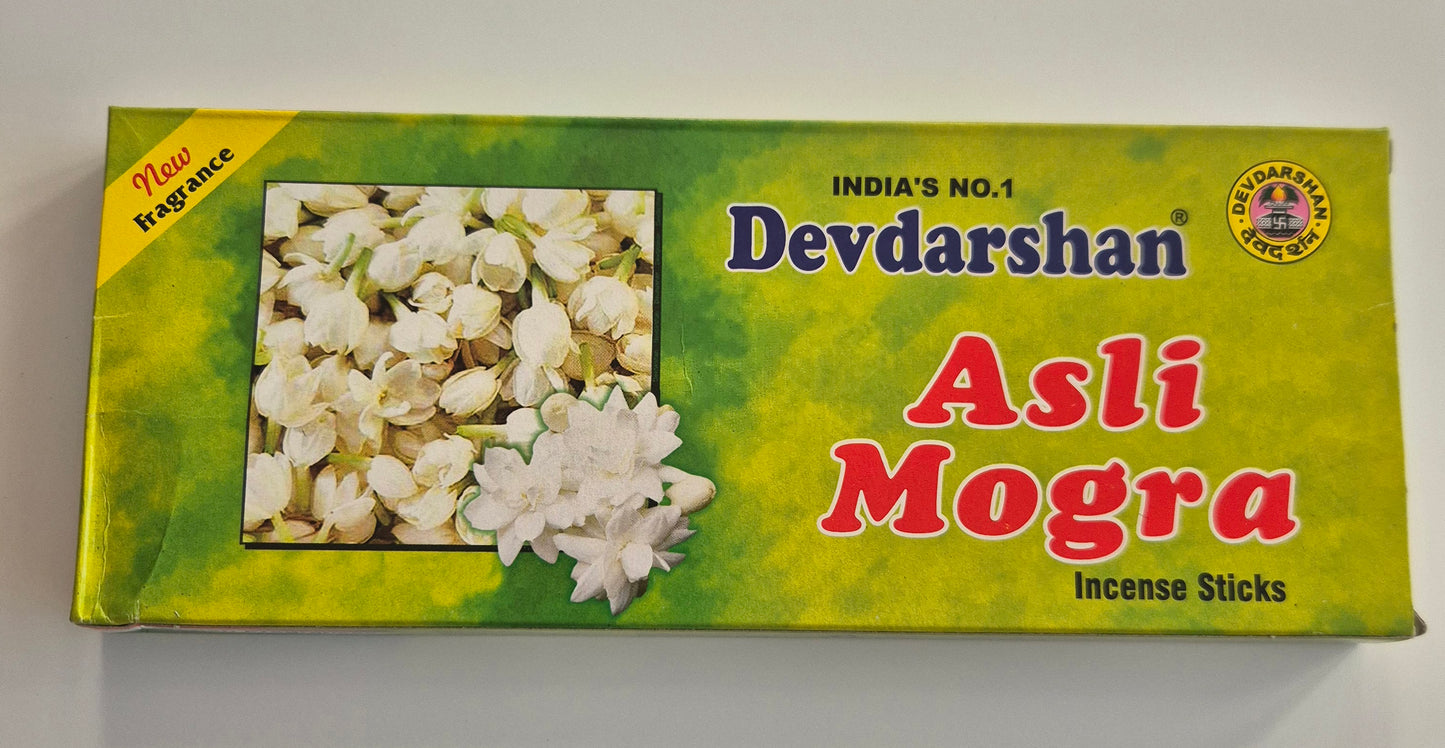 New
Fragrance
INDIA'S NO.1
Devdarshan®
DEVDARSHAN
देवदर्शन
Asli
Mogra
Incense Sticks